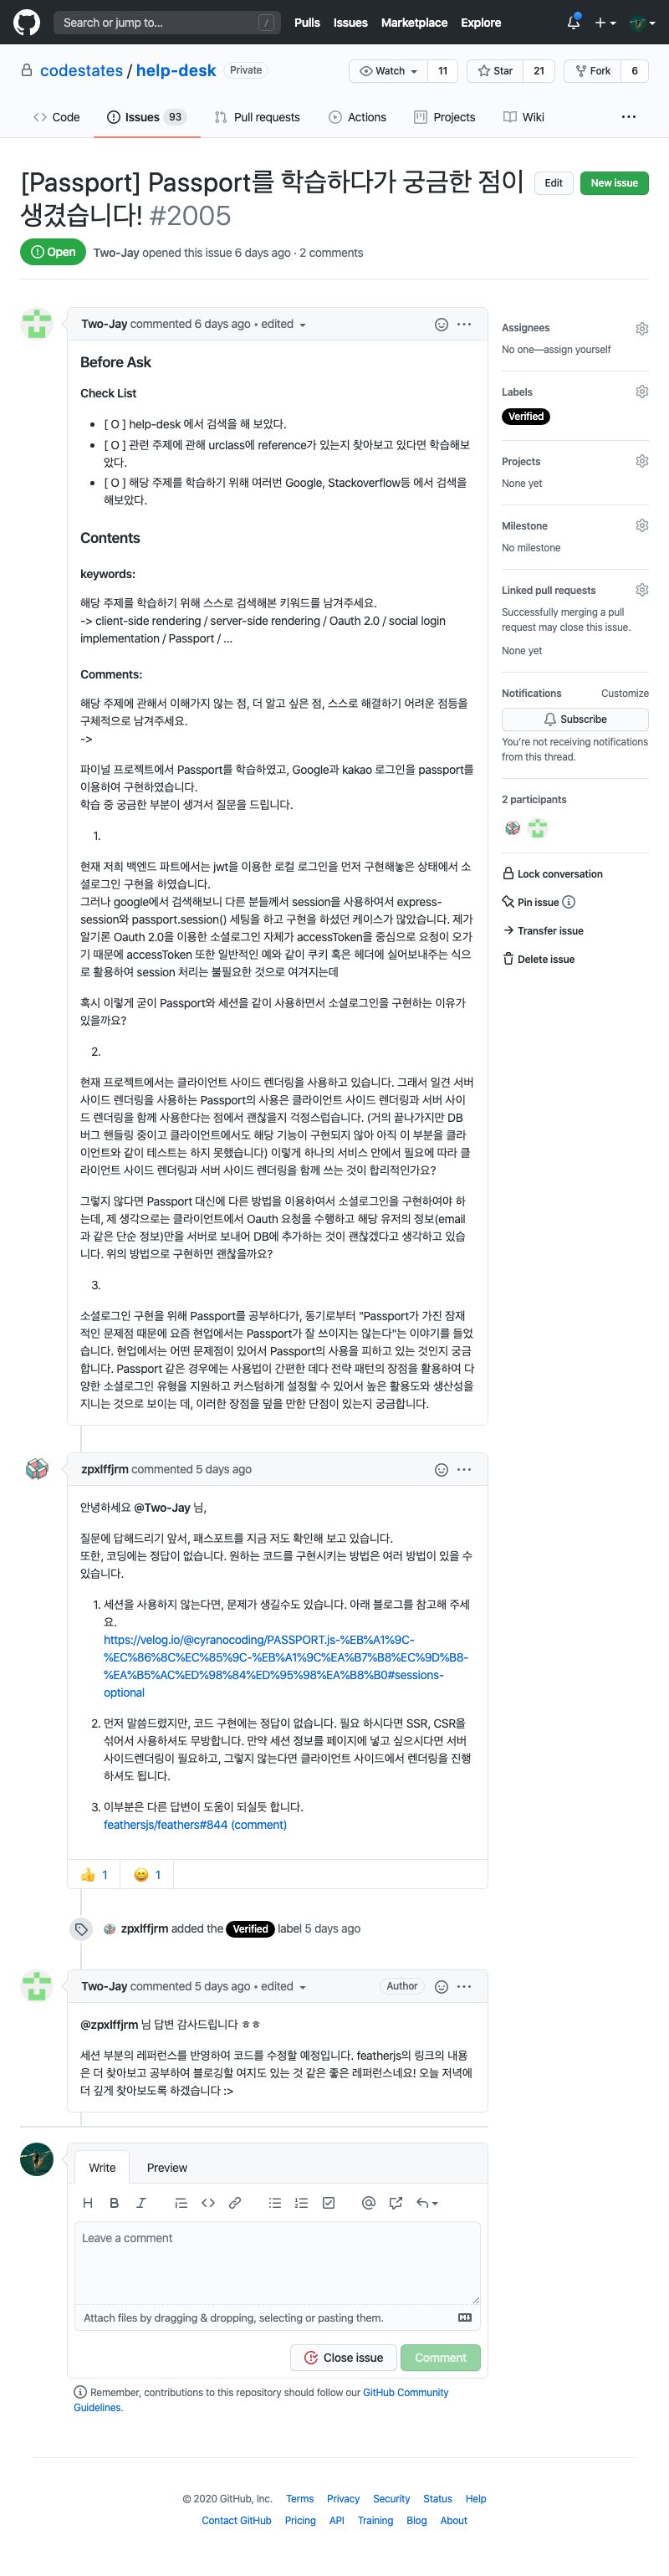 Search or jump to...
/
Pulls Issues Marketplace Explore
codestates / help-desk Private
Watch 11
Star 21
Fork 6
Code
Issues 93
Pull requests
Actions
Projects
Wiki
[Passport] Passport를 학습하다가 궁금한 점이
생겼습니다! #2005
Edit
New issue
Open
Two-Jay opened this issue 6 days ago · 2 comments
Two-Jay commented 6 days ago • edited
Before Ask
Check List
• [ O ] help-desk 에서 검색을 해 보았다.
• [ O ] 관련 주제에 관해 urclass에 reference가 있는지 찾아보고 있다면 학습해보
았다.
• [ O ] 해당 주제를 학습하기 위해 여러번 Google, Stackoverflow등 에서 검색을
해보았다.
Contents
keywords:
해당 주제를 학습하기 위해 스스로 검색해본 키워드를 남겨주세요.
-> client-side rendering / server-side rendering / Oauth 2.0 / social login
implementation / Passport / ...
Comments:
해당 주제에 관해서 이해가지 않는 점, 더 알고 싶은 점, 스스로 해결하기 어려운 점등을
구체적으로 남겨주세요.
->
파이널 프로젝트에서 Passport를 학습하였고, Google과 kakao 로그인을 passport를
이용하여 구현하였습니다.
학습 중 궁금한 부분이 생겨서 질문을 드립니다.
1.
현재 저희 백엔드 파트에서는 jwt을 이용한 로컬 로그인을 먼저 구현해놓은 상태에서 소
셜로그인 구현을 하였습니다.
그러나 google에서 검색해보니 다른 분들께서 session을 사용하여서 express-
session와 passport.session() 세팅을 하고 구현을 하셨던 케이스가 많았습니다. 제가
알기론 Oauth 2.0을 이용한 소셜로그인 자체가 accessToken을 중심으로 요청이 오가
기 때문에 accessToken 또한 일반적인 예와 같이 쿠키 혹은 헤더에 실어보내주는 식으
로 활용하여 session 처리는 불필요한 것으로 여겨지는데
혹시 이렇게 굳이 Passport와 세션을 같이 사용하면서 소셜로그인을 구현하는 이유가
있을까요?
2.
현재 프로젝트에서는 클라이언트 사이드 렌더링을 사용하고 있습니다. 그래서 일견 서버
사이드 렌더링을 사용하는 Passport의 사용은 클라이언트 사이드 렌더링과 서버 사이
드 렌더링을 함께 사용한다는 점에서 괜찮을지 걱정스럽습니다. (거의 끝나가지만 DB
버그 핸들링 중이고 클라이언트에서도 해당 기능이 구현되지 않아 아직 이 부분을 클라
이언트와 같이 테스트는 하지 못했습니다) 이렇게 하나의 서비스 안에서 필요에 따라 클
라이언트 사이드 렌더링과 서버 사이드 렌더링을 함께 쓰는 것이 합리적인가요?
그렇지 않다면 Passport 대신에 다른 방법을 이용하여서 소셜로그인을 구현하여야 하
는데, 제 생각으로는 클라이언트에서 Oauth 요청을 수행하고 해당 유저의 정보(email
과 같은 단순 정보)만을 서버로 보내어 DB에 추가하는 것이 괜찮겠다고 생각하고 있습
니다. 위의 방법으로 구현하면 괜찮을까요?
3.
소셜로그인 구현을 위해 Passport를 공부하다가, 동기로부터 "Passport가 가진 잠재
적인 문제점 때문에 요즘 현업에서는 Passport가 잘 쓰이지는 않는다"는 이야기를 들었
습니다. 현업에서는 어떤 문제점이 있어서 Passport의 사용을 피하고 있는 것인지 궁금
합니다. Passport 같은 경우에는 사용법이 간편한 데다 전략 패턴의 장점을 활용하여 다
양한 소셜로그인 유형을 지원하고 커스텀하게 설정할 수 있어서 높은 활용도와 생산성을
지니는 것으로 보이는 데, 이러한 장점을 덮을 만한 단점이 있는지 궁금합니다.
Assignees
No one—assign yourself
Labels
Verified
Projects
None yet
Milestone
No milestone
Linked pull requests
Successfully merging a pull
request may close this issue.
None yet
Notifications Customize
Subscribe
You're not receiving notifications
from this thread.
2 participants
Lock conversation
Pin issue
Transfer issue
Delete issue
zpxlffjrm commented 5 days ago
안녕하세요 @Two-Jay 님,
질문에 답해드리기 앞서, 패스포트를 지금 저도 확인해 보고 있습니다.
또한, 코딩에는 정답이 없습니다. 원하는 코드를 구현시키는 방법은 여러 방법이 있을 수
있습니다.
1. 세션을 사용하지 않는다면, 문제가 생길수도 있습니다. 아래 블로그를 참고해 주세
요.
https://velog.io/@cyranocoding/PASSPORT.js-%EB%A1%9C-
%EC%86%8C%EC%85%9C-%EB%A1%9C%EA%B7%B8%EC%9D%B8-
%EA%B5%AC%ED%98%84%ED%95%98%EA%B8%B0#sessions-
optional
2. 먼저 말씀드렸지만, 코드 구현에는 정답이 없습니다. 필요 하시다면 SSR, CSR을
섞어서 사용하셔도 무방합니다. 만약 세션 정보를 페이지에 넣고 싶으시다면 서버
사이드렌더링이 필요하고, 그렇지 않는다면 클라이언트 사이드에서 렌더링을 진행
하셔도 됩니다.
3. 이부분은 다른 답변이 도움이 되실듯 합니다.
feathersjs/feathers#844 (comment)
👍 1 😄 1
zpxlffjrm added the Verified label 5 days ago
Two-Jay commented 5 days ago • edited Author
@zpxlffjrm 님 답변 감사드립니다 ㅎㅎ
세션 부분의 레퍼런스를 반영하여 코드를 수정할 예정입니다. featherjs의 링크의 내용
은 더 찾아보고 공부하여 블로깅할 여지도 있는 것 같은 좋은 레퍼런스네요! 오늘 저녁에
더 깊게 찾아보도록 하겠습니다 :>
Write Preview
H B I
Leave a comment
Attach files by dragging & dropping, selecting or pasting them.
Close issue
Comment
Remember, contributions to this repository should follow our GitHub Community
Guidelines.
© 2020 GitHub, Inc. Terms Privacy Security Status Help
Contact GitHub Pricing API Training Blog About